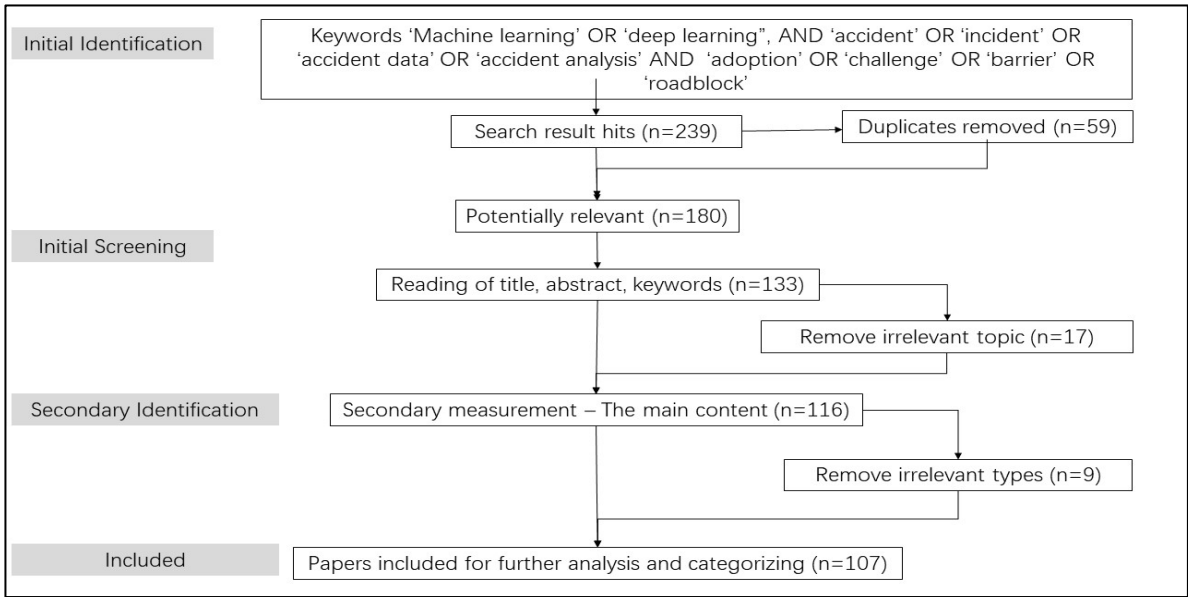 Initial Identification
Keywords ‘Machine learning’ OR ‘deep learning”, AND ‘accident’ OR ‘incident’ OR
‘accident data’ OR ‘accident analysis’ AND ‘adoption’ OR ‘challenge’ OR ‘barrier’ OR
‘roadblock’
Search result hits (n=239)
Duplicates removed (n=59)
Potentially relevant (n=180)
Initial Screening
Reading of title, abstract, keywords (n=133)
Remove irrelevant topic (n=17)
Secondary Identification
Secondary measurement – The main content (n=116)
Remove irrelevant types (n=9)
Included
Papers included for further analysis and categorizing (n=107)